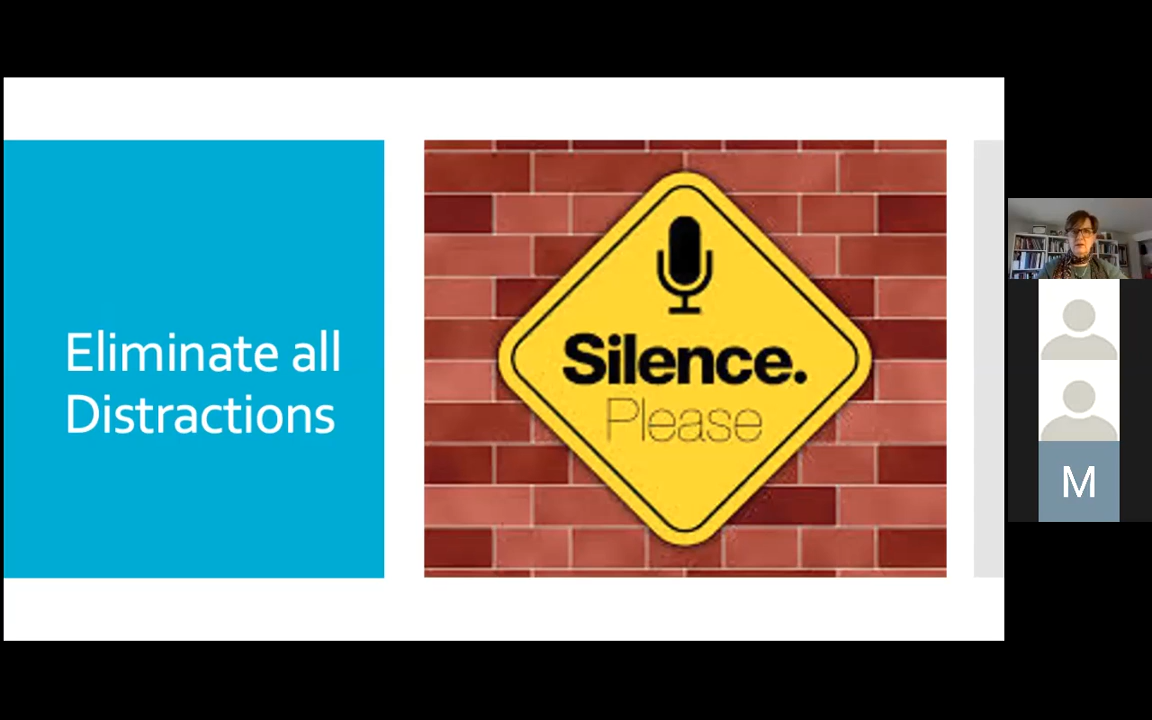 Eliminate all
Distractions
Silence.
Please
M